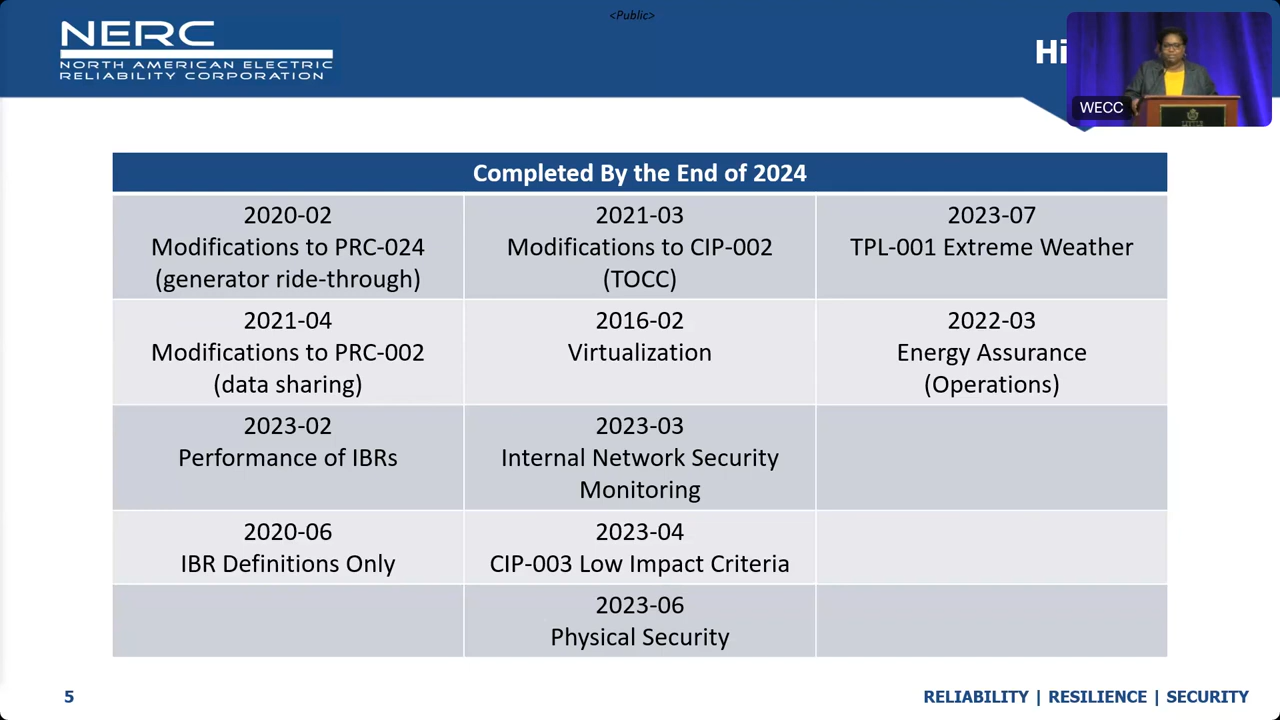 <Public>
NERC
NORTH AMERICAN ELECTRIC
RELIABILITY CORPORATION
WECC
Completed By the End of 2024
2020-02
Modifications to PRC-024
(generator ride-through)
2021-03
Modifications to CIP-002
(TOCC)
2023-07
TPL-001 Extreme Weather
2021-04
Modifications to PRC-002
(data sharing)
2016-02
Virtualization
2022-03
Energy Assurance
(Operations)
2023-02
Performance of IBRs
2023-03
Internal Network Security
Monitoring
2020-06
IBR Definitions Only
2023-04
CIP-003 Low Impact Criteria
2023-06
Physical Security
5
RELIABILITY | RESILIENCE | SECURITY